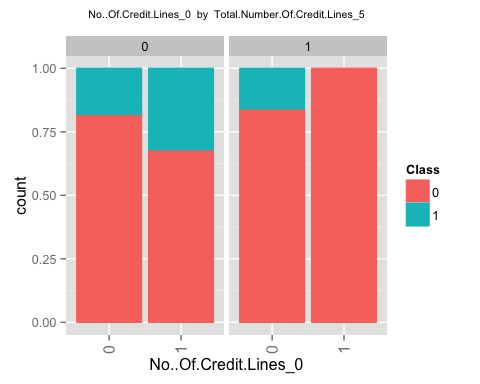 No..Of.Credit.Lines_0 by Total.Number.Of.Credit.Lines_5
0 1
1.00
0.75
0.50
0.25
0.00
count
0 1 0 1
No..Of.Credit.Lines_0
Class
0
1